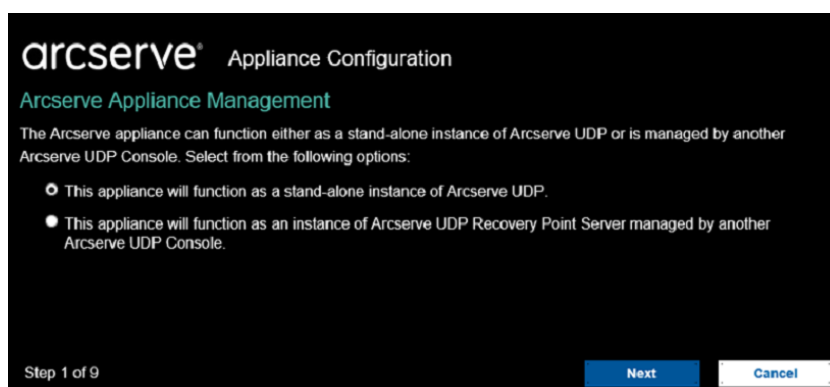 arcserve® Appliance Configuration
Arcserve Appliance Management
The Arcserve appliance can function either as a stand-alone instance of Arcserve UDP or is managed by another
Arcserve UDP Console. Select from the following options:
This appliance will function as a stand-alone instance of Arcserve UDP.
This appliance will function as an instance of Arcserve UDP Recovery Point Server managed by another
Arcserve UDP Console.
Step 1 of 9 Next Cancel